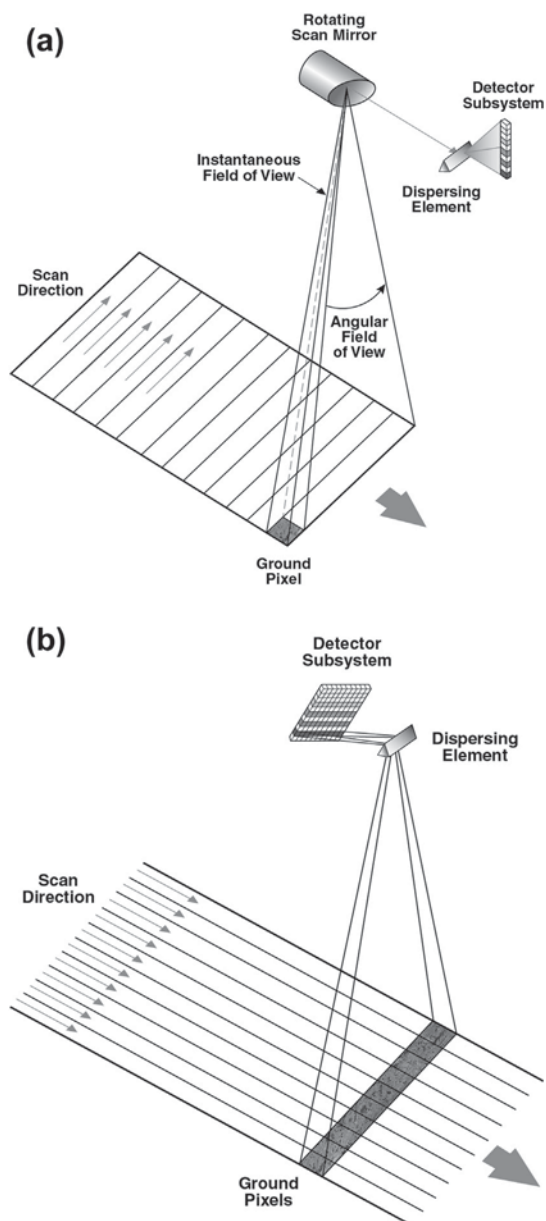 (a)
Rotating
Scan Mirror
Detector
Subsystem
Instantaneous
Field of View
Dispersing
Element
Scan
Direction
Angular
Field
of View
Ground
Pixel
(b)
Detector
Subsystem
Dispersing
Element
Scan
Direction
Ground
Pixels